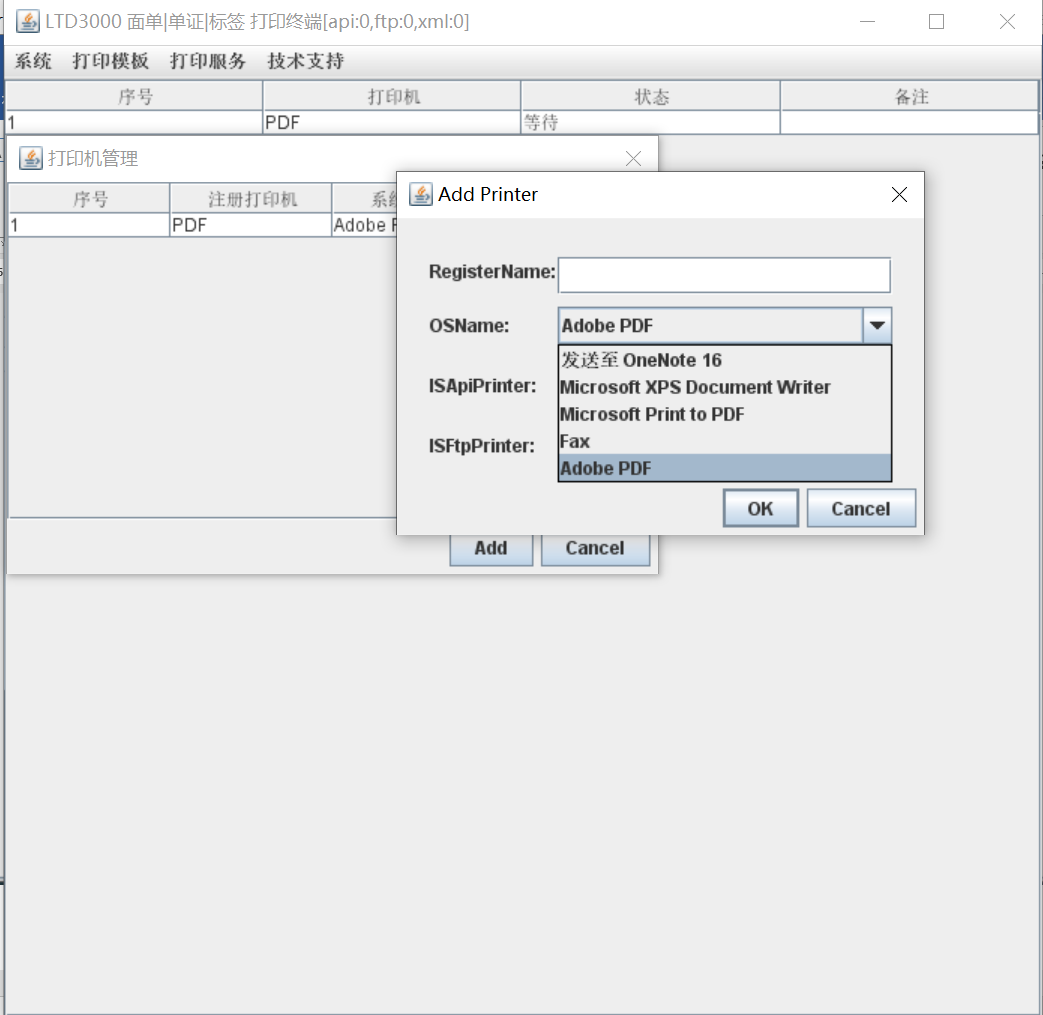 LTD3000 面单|单证|标签 打印终端[api:0,ftp:0,xml:0]
系统 打印模板 打印服务 技术支持
序号 打印机 状态 备注
1 PDF 等待
打印机管理
序号 注册打印机
1 PDF Adobe
Add Printer
RegisterName:
OSName: Adobe PDF
发送至 OneNote 16
ISApiPrinter:
Microsoft XPS Document Writer
Microsoft Print to PDF
ISFtpPrinter:
Fax
Adobe PDF
OK Cancel
Add Cancel